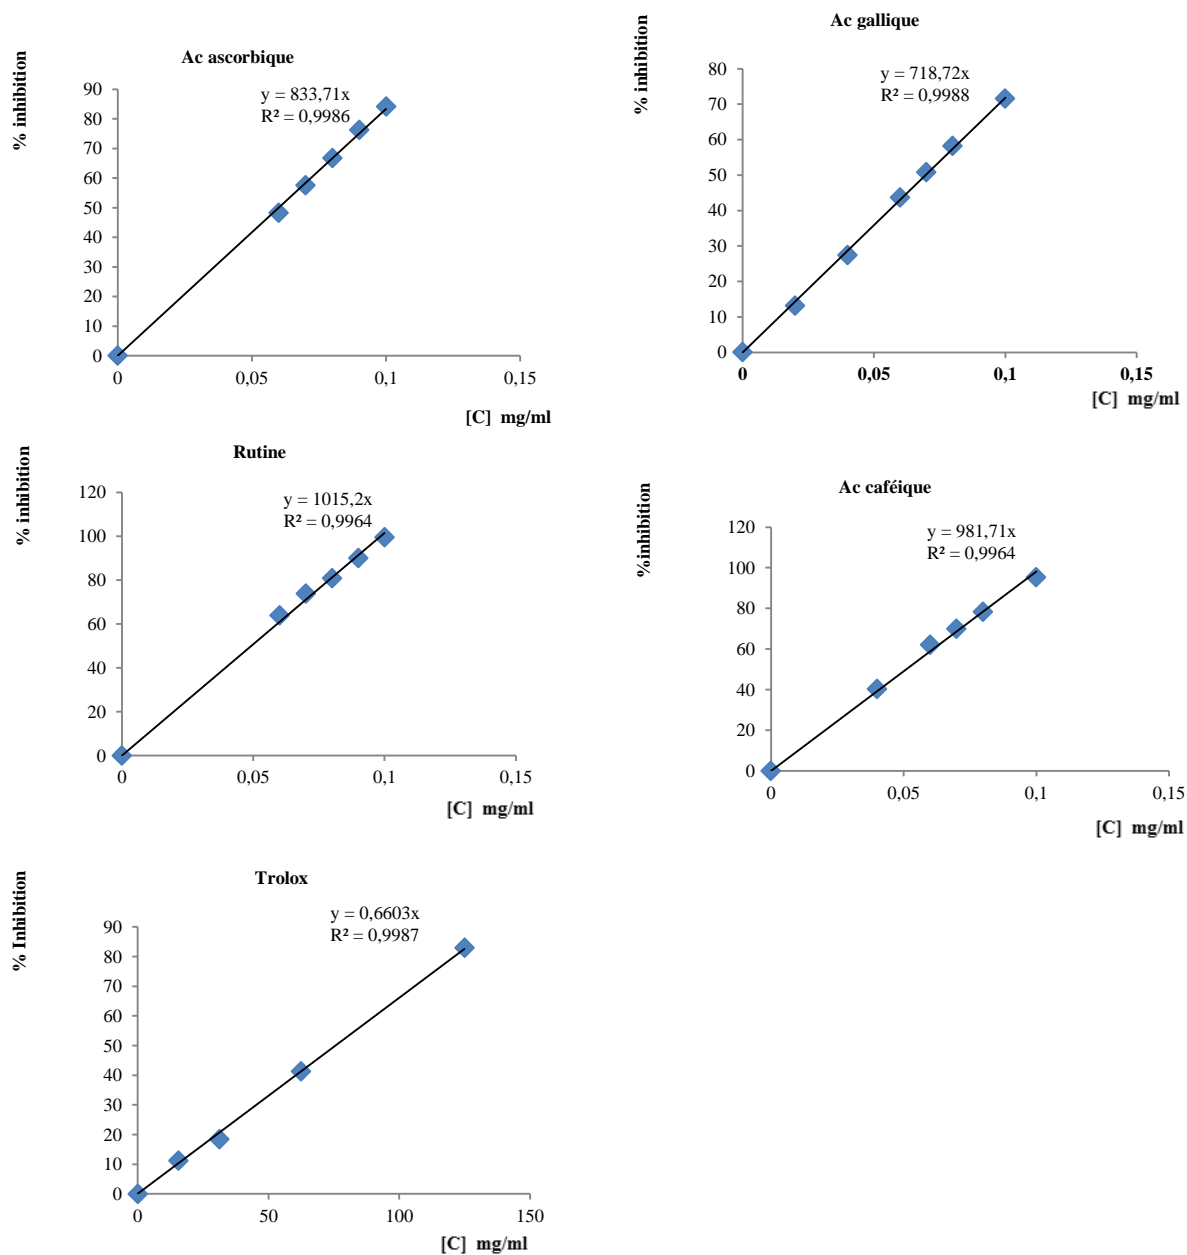 Ac ascorbique
% inhibition
y = 833,71x
R² = 0,9986
90
80
70
60
50
40
30
20
10
0
0 0,05 0,1 0,15
[C] mg/ml
Ac gallique
% inhibition
y = 718,72x
R² = 0,9988
80
70
60
50
40
30
20
10
0
0 0,05 0,1 0,15
[C] mg/ml
Rutine
% inhibition
y = 1015,2x
R² = 0,9964
120
100
80
60
40
20
0
0 0,05 0,1 0,15
[C] mg/ml
Ac caféique
%inhibition
y = 981,71x
R² = 0,9964
120
100
80
60
40
20
0
0 0,05 0,1 0,15
[C] mg/ml
Trolox
% Inhibition
y = 0,6603x
R² = 0,9987
90
80
70
60
50
40
30
20
10
0
0 50 100 150
[C] mg/ml